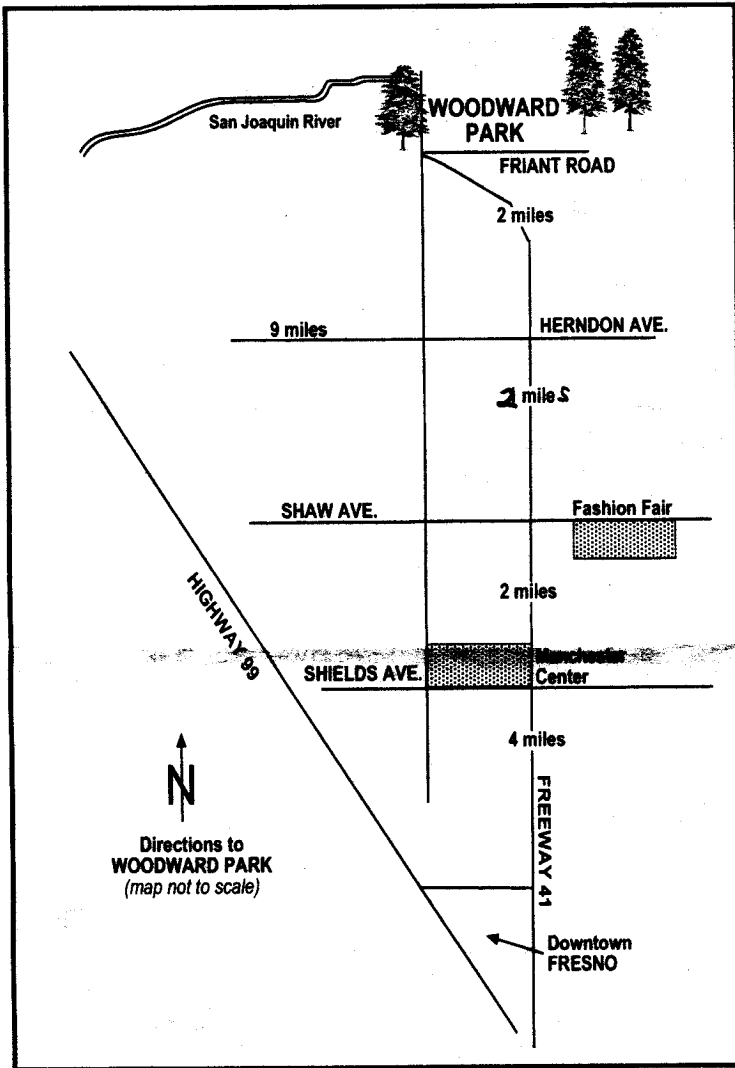 San Joaquin River
WOODWARD
PARK
FRIANT ROAD
2 miles
9 miles
HERNDON AVE.
2 miles
SHAW AVE.
Fashion Fair
2 miles
HIGHWAY 99
SHIELDS AVE.
Manchester
Center
4 miles
N
FREEWAY 41
Directions to
WOODWARD PARK
(map not to scale)
Downtown
FRESNO